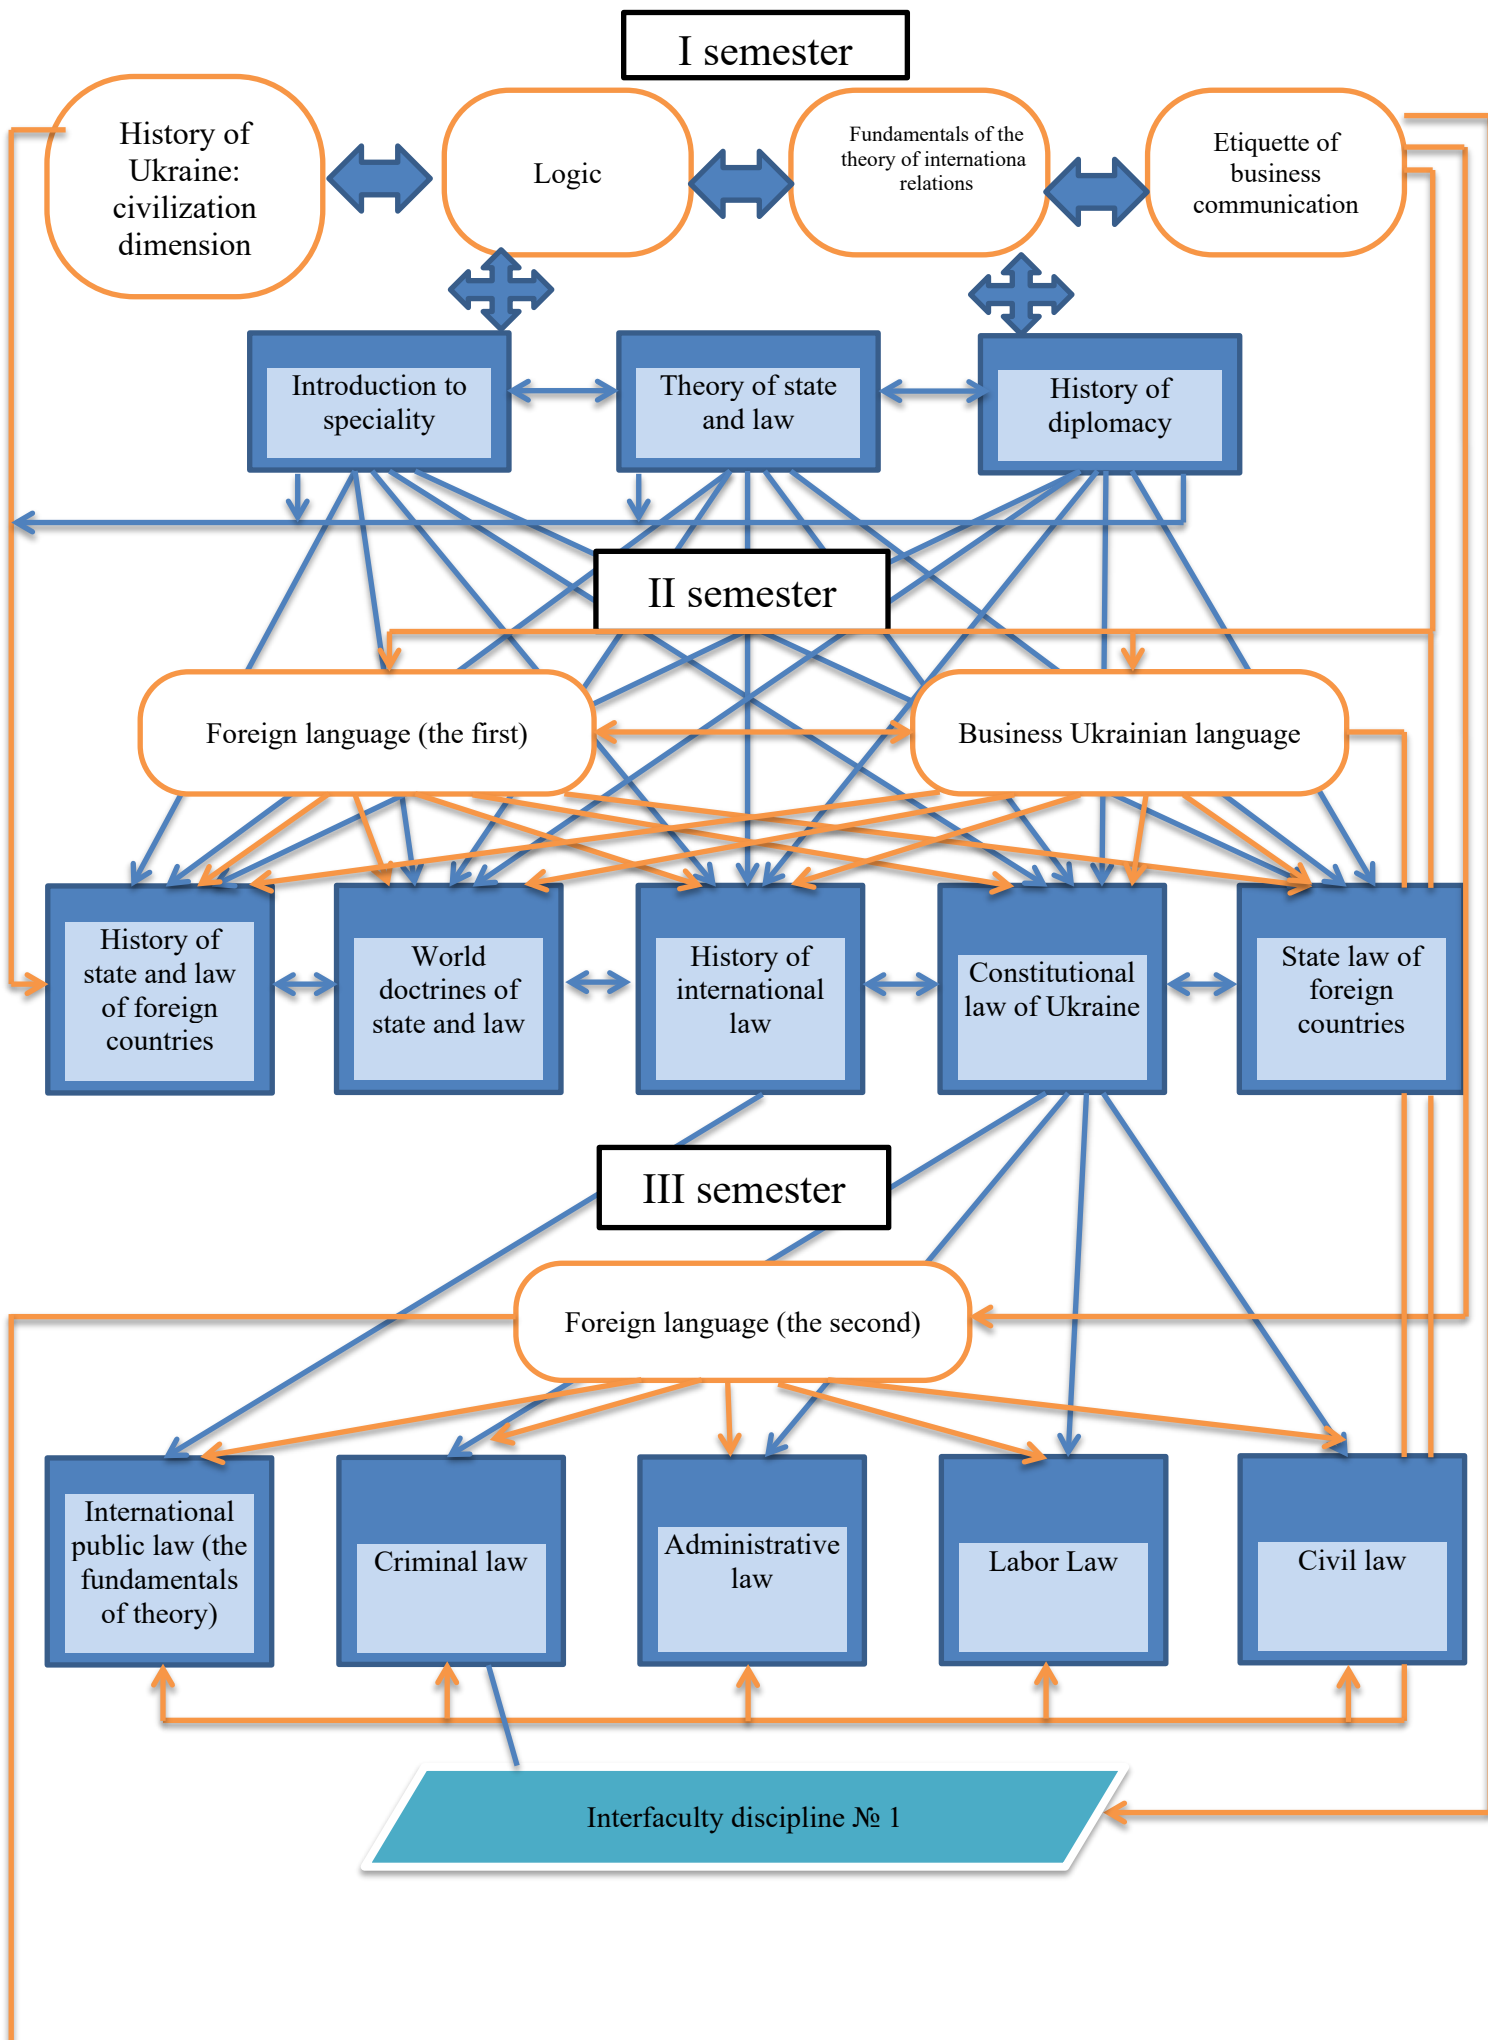 I semester
History of
Ukraine:
civilization
dimension
Logic
Fundamentals of the
theory of internationa
relations
Etiquette of
business
communication
Introduction to
speciality
Theory of state
and law
History of
diplomacy
II semester
Foreign language (the first)
Business Ukrainian language
History of
state and law
of foreign
countries
World
doctrines of
state and law
History of
international
law
Constitutional
law of Ukraine
State law of
foreign
countries
III semester
Foreign language (the second)
International
public law (the
fundamentals
of theory)
Criminal law
Administrative
law
Labor Law
Civil law
Interfaculty discipline № 1